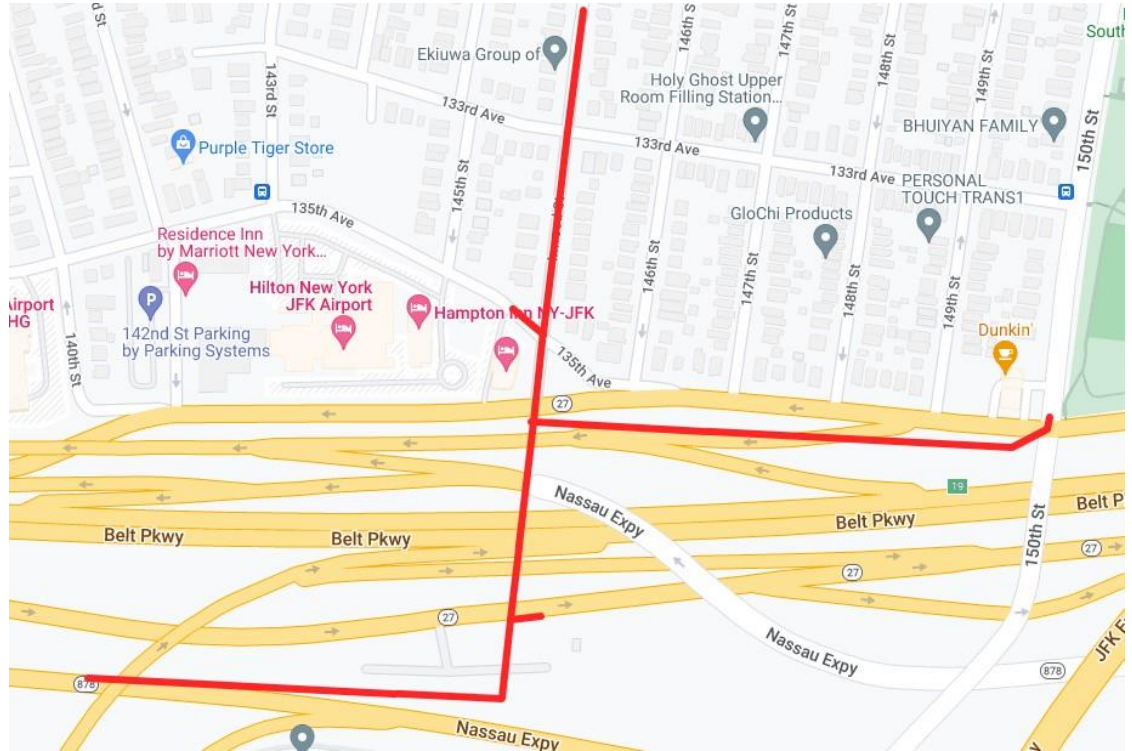 143rd St
Ekiuwa Group of
146th St
147th St
148th St
149th St
South
133rd Ave
Holy Ghost Upper
Room Filling Station...
BHUIYAN FAMILY
150th St
Purple Tiger Store
145th St
133rd Ave
133rd Ave
PERSONAL
TOUCH TRANS1
135th Ave
GloChi Products
Residence Inn
by Marriott New York...
146th St
147th St
148th St
149th St
Hilton New York
JFK Airport
Hampton Inn NY-JFK
Airport
HG
P
142nd St Parking
by Parking Systems
140th St
Dunkin'
135th Ave
27
Nassau Expy
19
Belt Pkwy
Belt Pkwy
Belt Pkwy
Belt P
150th St
27
27
27
Nassau Expy
878
JFK E
878
Nassau Expy